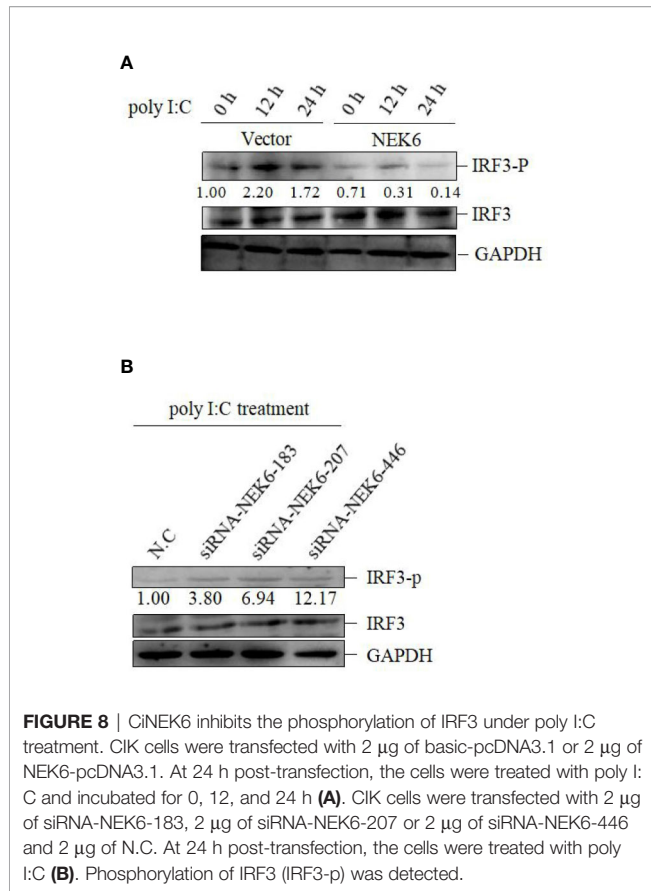 A
poly I:C 0 h 12 h 24 h 0 h 12 h 24 h
Vector NEK6
IRF3-P
1.00 2.20 1.72 0.71 0.31 0.14
IRF3
GAPDH
B
poly I:C treatment
N.C siRNA-NEK6-183 siRNA-NEK6-207 siRNA-NEK6-446
IRF3-p
1.00 3.80 6.94 12.17
IRF3
GAPDH
FIGURE 8 | CiNEK6 inhibits the phosphorylation of IRF3 under poly I:C
treatment. CIK cells were transfected with 2 μg of basic-pcDNA3.1 or 2 μg of
NEK6-pcDNA3.1. At 24 h post-transfection, the cells were treated with poly I:
C and incubated for 0, 12, and 24 h (A). CIK cells were transfected with 2 μg
of siRNA-NEK6-183, 2 μg of siRNA-NEK6-207 or 2 μg of siRNA-NEK6-446
and 2 μg of N.C. At 24 h post-transfection, the cells were treated with poly
I:C (B). Phosphorylation of IRF3 (IRF3-p) was detected.